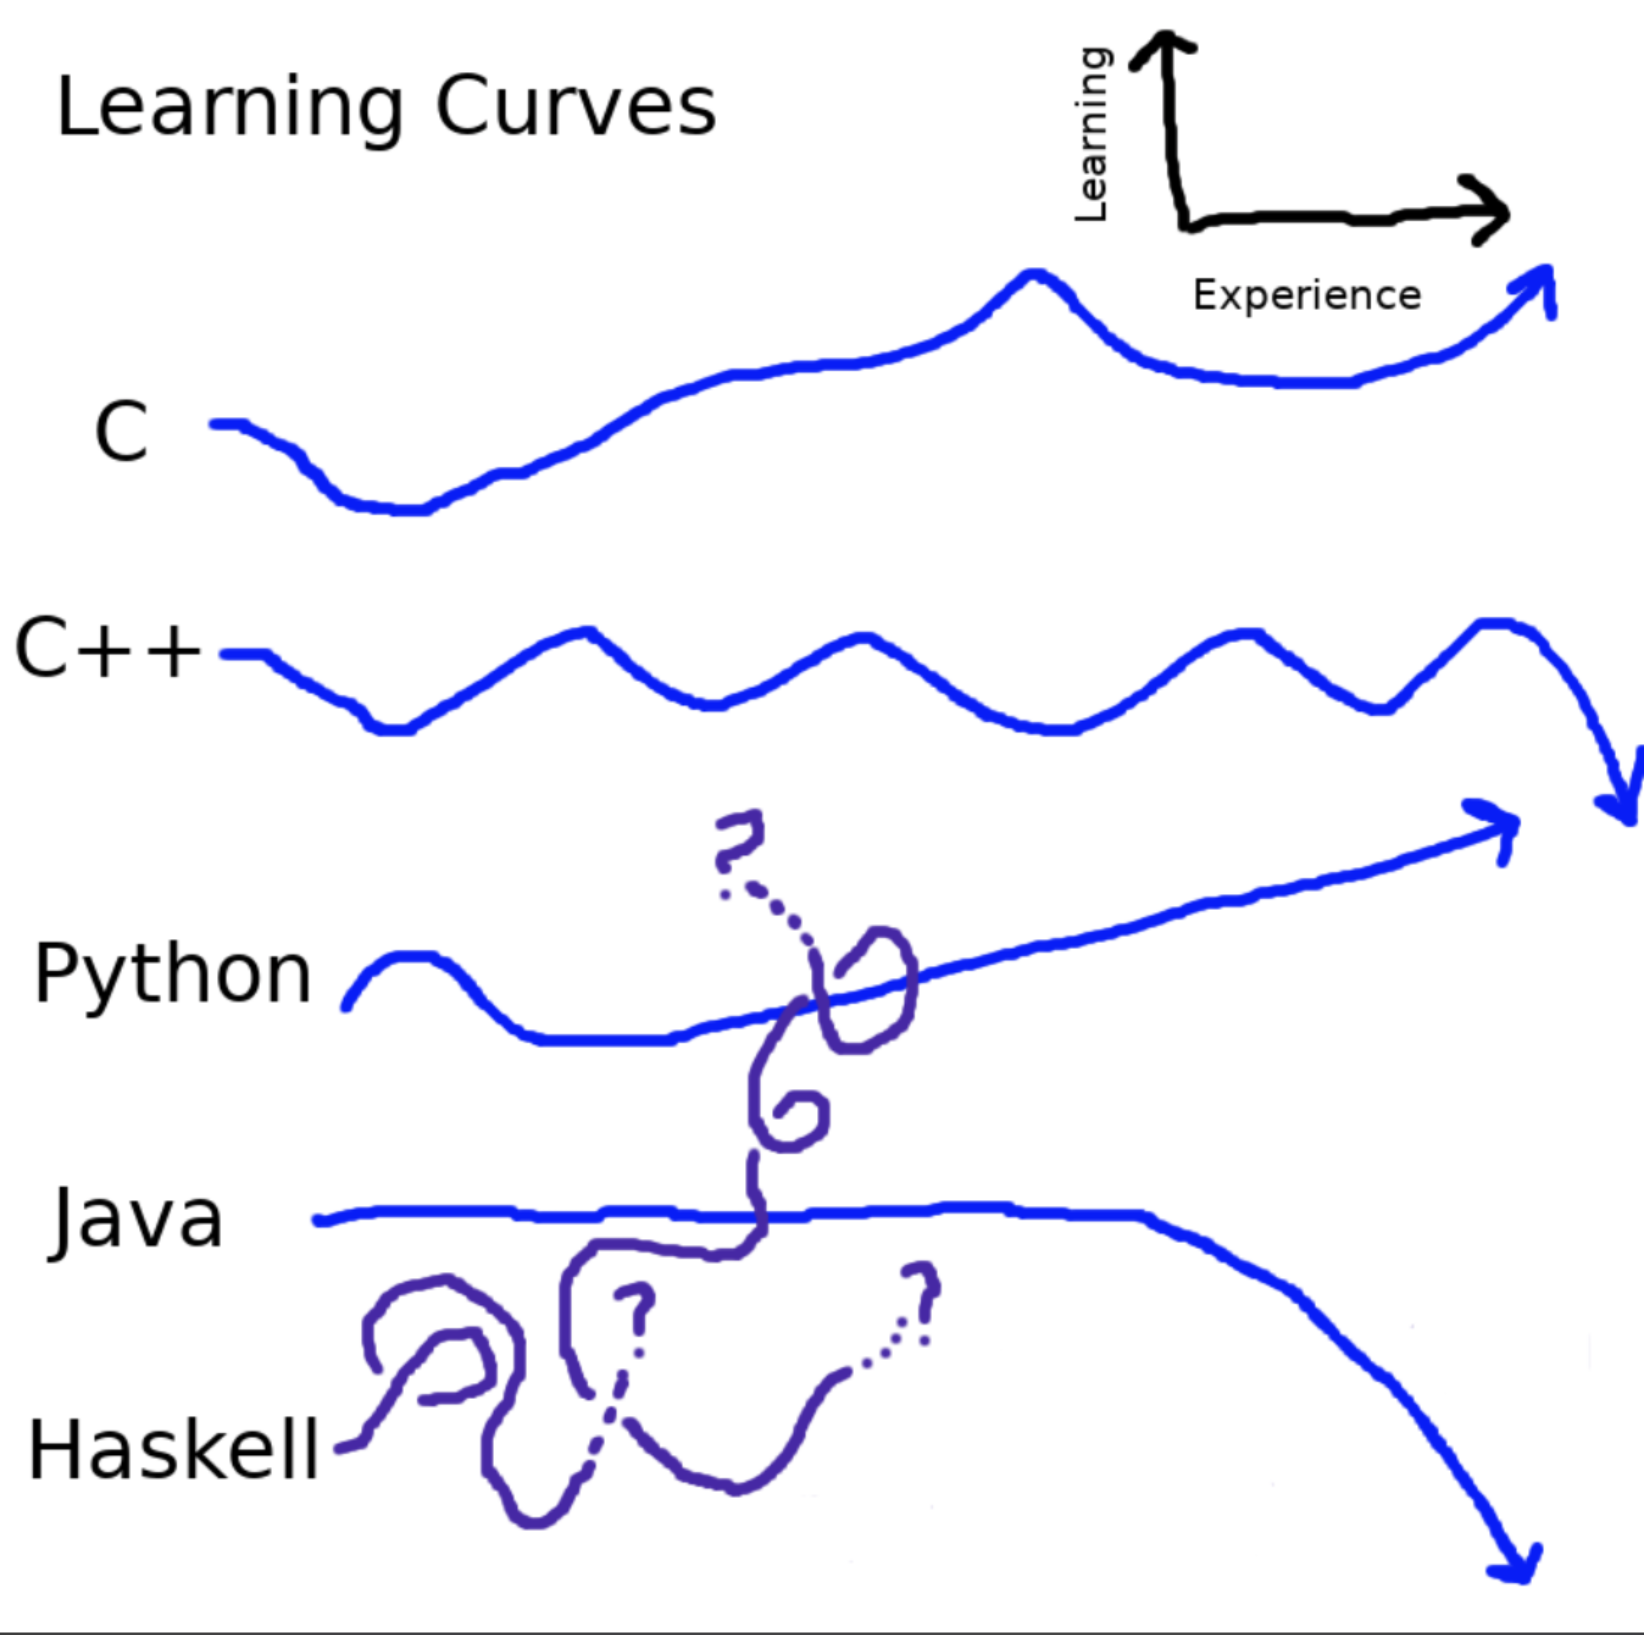 Learning Curves
Learning
Experience
C
C++
?
Python
Java
?
?
Haskell